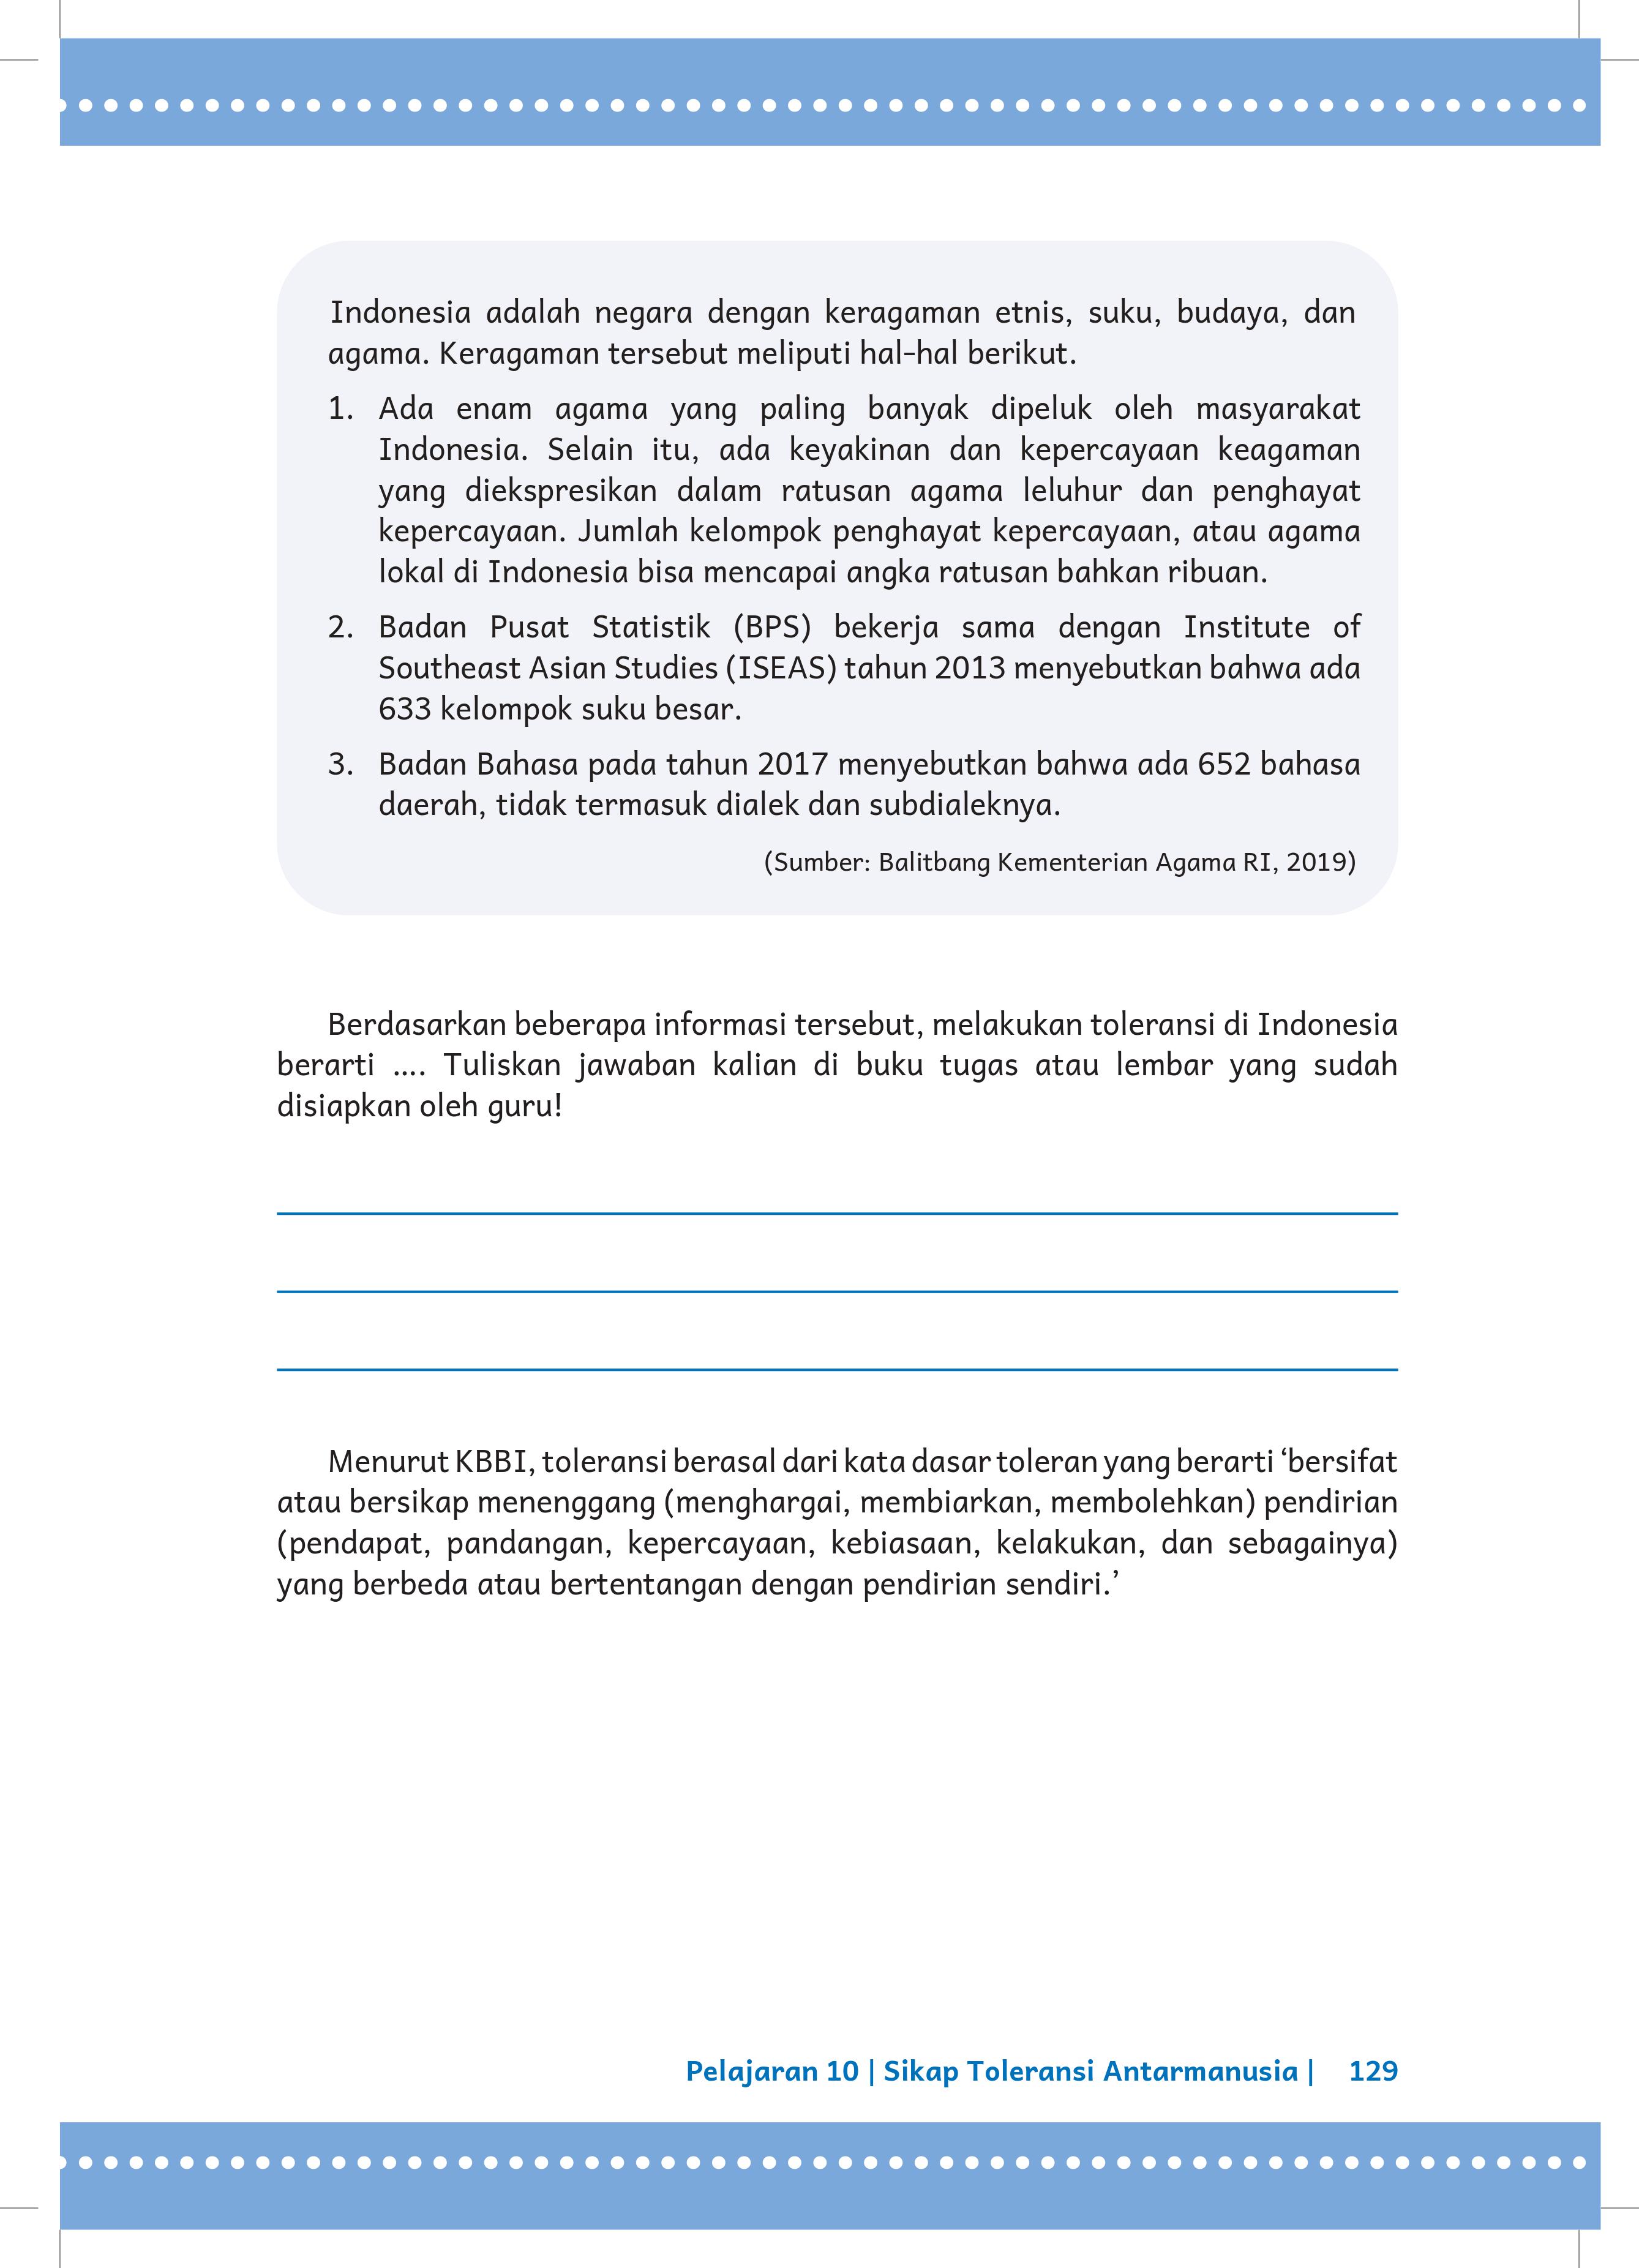 Indonesia adalah negara dengan keragaman etnis, suku, budaya, dan
agama. Keragaman tersebut meliputi hal-hal berikut.
1. Ada enam agama yang paling banyak dipeluk oleh masyarakat
Indonesia. Selain itu, ada keyakinan dan kepercayaan keagaman
yang diekspresikan dalam ratusan agama leluhur dan penghayat
kepercayaan. Jumlah kelompok penghayat kepercayaan, atau agama
lokal di Indonesia bisa mencapai angka ratusan bahkan ribuan.
2. Badan Pusat Statistik (BPS) bekerja sama dengan Institute of
Southeast Asian Studies (ISEAS) tahun 2013 menyebutkan bahwa ada
633 kelompok suku besar.
3. Badan Bahasa pada tahun 2017 menyebutkan bahwa ada 652 bahasa
daerah, tidak termasuk dialek dan subdialeknya.
(Sumber: Balitbang Kementerian Agama RI, 2019)
Berdasarkan beberapa informasi tersebut, melakukan toleransi di Indonesia
berarti .... Tuliskan jawaban kalian di buku tugas atau lembar yang sudah
disiapkan oleh guru!
Menurut KBBI, toleransi berasal dari kata dasar toleran yang berarti ‘bersifat
atau bersikap menenggang (menghargai, membiarkan, membolehkan) pendirian
(pendapat, pandangan, kepercayaan, kebiasaan, kelakukan, dan sebagainya)
yang berbeda atau bertentangan dengan pendirian sendiri.’
Pelajaran 10 | Sikap Toleransi Antarmanusia | 129